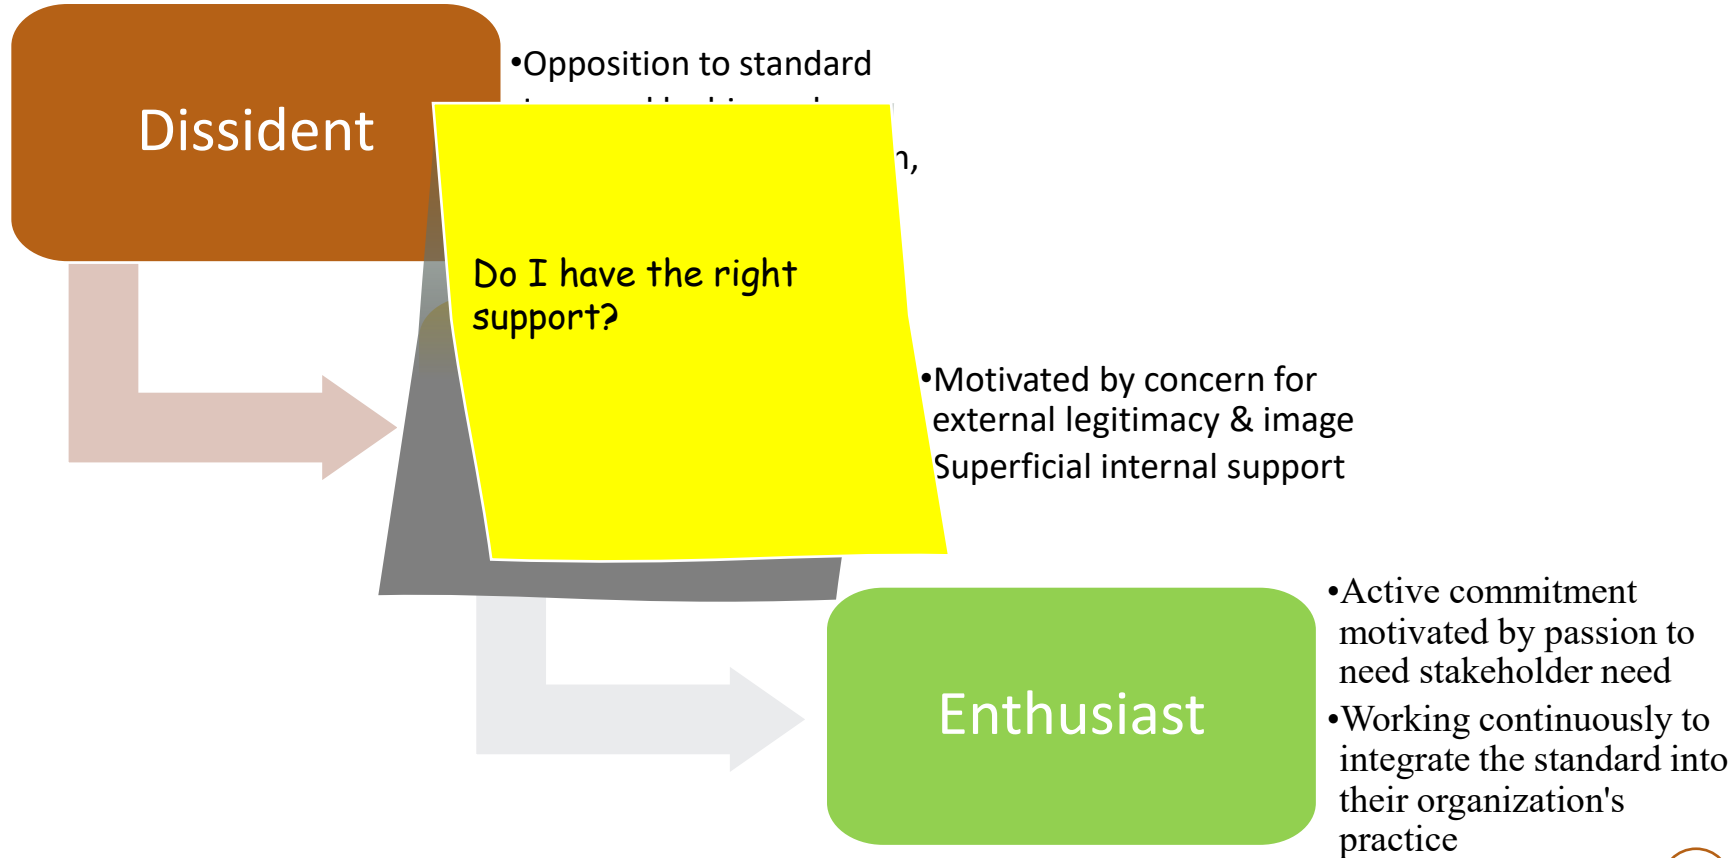 Dissident
•Opposition to standard
n,
Do I have the right
support?
•Motivated by concern for
external legitimacy & image
Superficial internal support
Enthusiast
•Active commitment
motivated by passion to
need stakeholder need
•Working continuously to
integrate the standard into
their organization's
practice